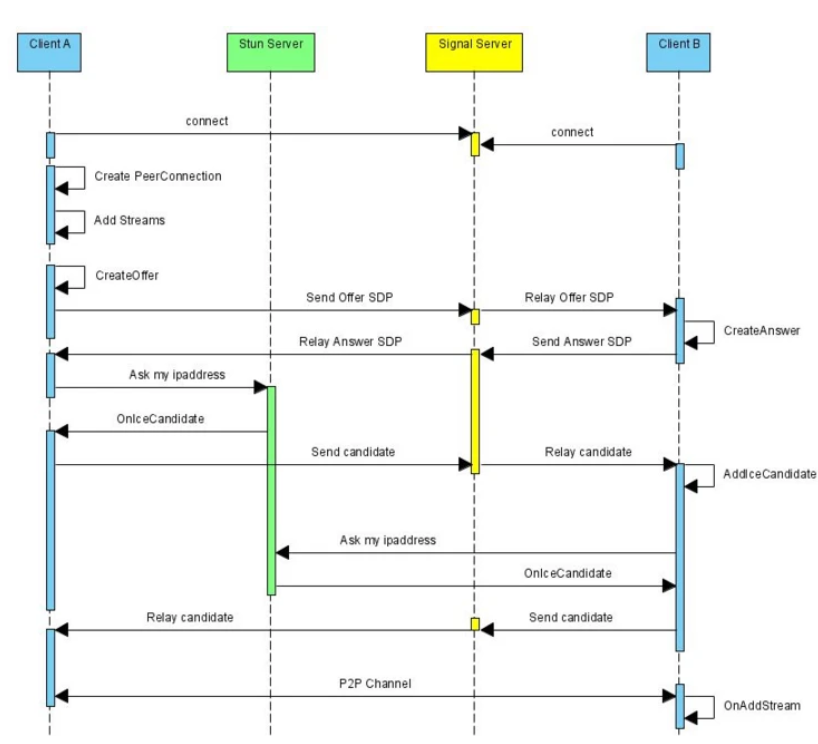 Client A
Stun Server
Signal Server
Client B
connect
connect
Create PeerConnection
Add Streams
CreateOffer
Send Offer SDP
Relay Offer SDP
CreateAnswer
Relay Answer SDP
Send Answer SDP
Ask my ipaddress
OnIceCandidate
Send candidate
Relay candidate
AddIceCandidate
Ask my ipaddress
OnIceCandidate
Relay candidate
Send candidate
P2P Channel
OnAddStream